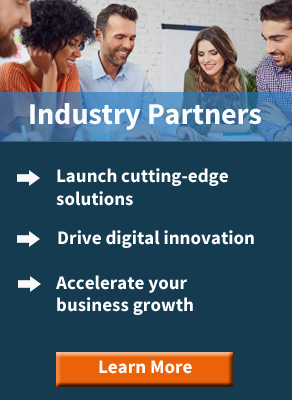 Industry Partners
Launch cutting-edge
solutions
Drive digital innovation
Accelerate your
business growth
Learn More